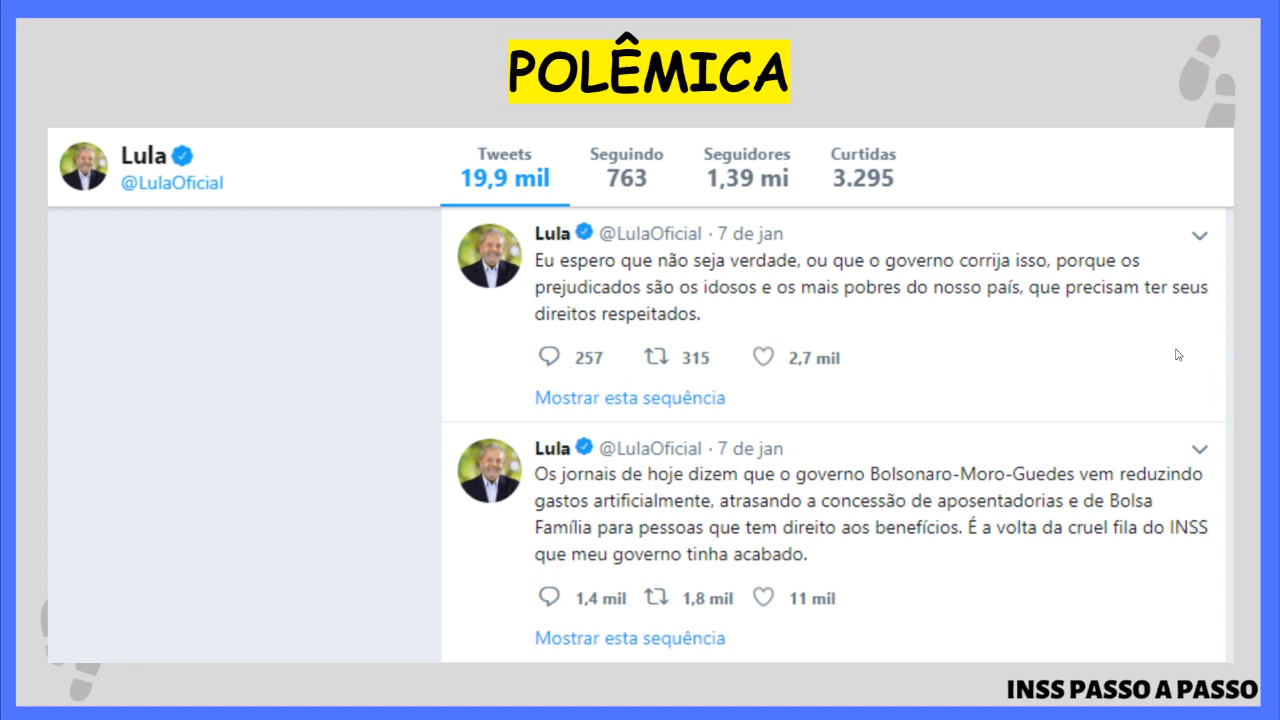 POLÊMICA
Lula
@LulaOficial
Tweets Seguindo Seguidores Curtidas
19,9 mil 763 1,39 mi 3.295
Lula @LulaOficial · 7 de jan
Eu espero que não seja verdade, ou que o governo corrija isso, porque os
prejudicados são os idosos e os mais pobres do nosso país, que precisam ter seus
direitos respeitados.
257 315 2,7 mil
Mostrar esta sequência
Lula @LulaOficial · 7 de jan
Os jornais de hoje dizem que o governo Bolsonaro-Moro-Guedes vem reduzindo
gastos artificialmente, atrasando a concessão de aposentadorias e de Bolsa
Família para pessoas que tem direito aos benefícios. É a volta da cruel fila do INSS
que meu governo tinha acabado.
1,4 mil 1,8 mil 11 mil
Mostrar esta sequência
INSS PASSO A PASSO